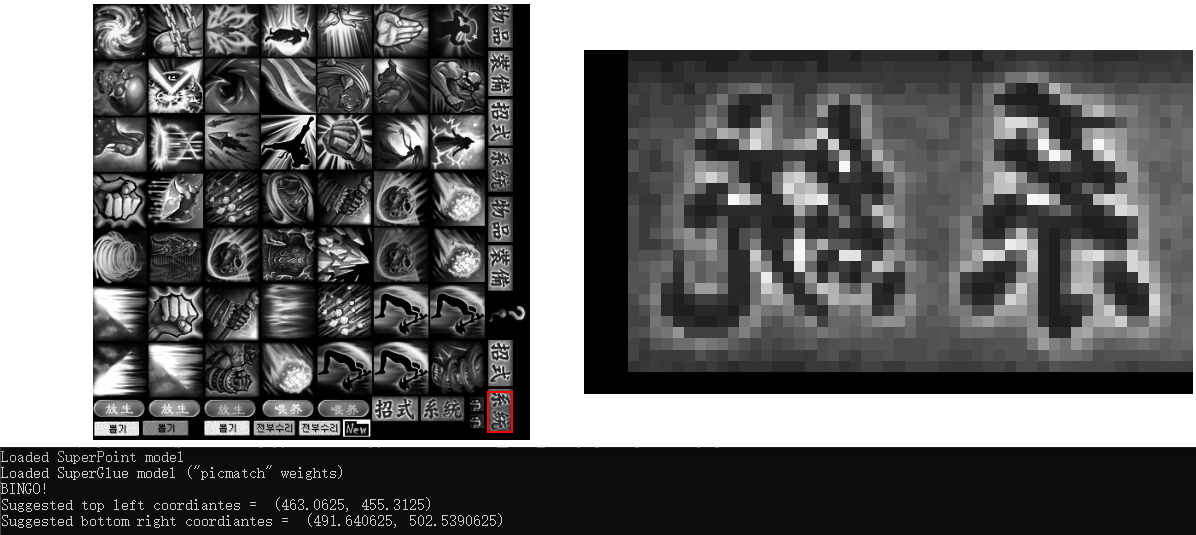 物品
裝備
招式
系統
物品
裝備
?
招式
系統
放生 放生 放生 喂养 喂养 招式 系統
뽑기 뽑기 뽑기 전부수리 전부수리 New
系統
Loaded SuperPoint model
Loaded SuperGlue model ("picmatch" weights)
BINGO!
Suggested top left coordiantes =  (463.0625, 455.3125)
Suggested bottom right coordiantes =  (491.640625, 502.5390625)